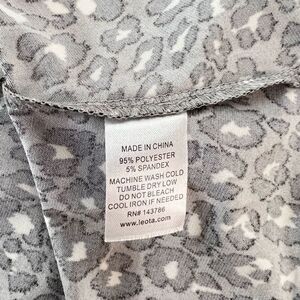 MADE IN CHINA
95% POLYESTER
5% SPANDEX
MACHINE WASH COLD
TUMBLE DRY LOW
DO NOT BLEACH
COOL IRON IF NEEDED
RN# 143786
www.leota.com